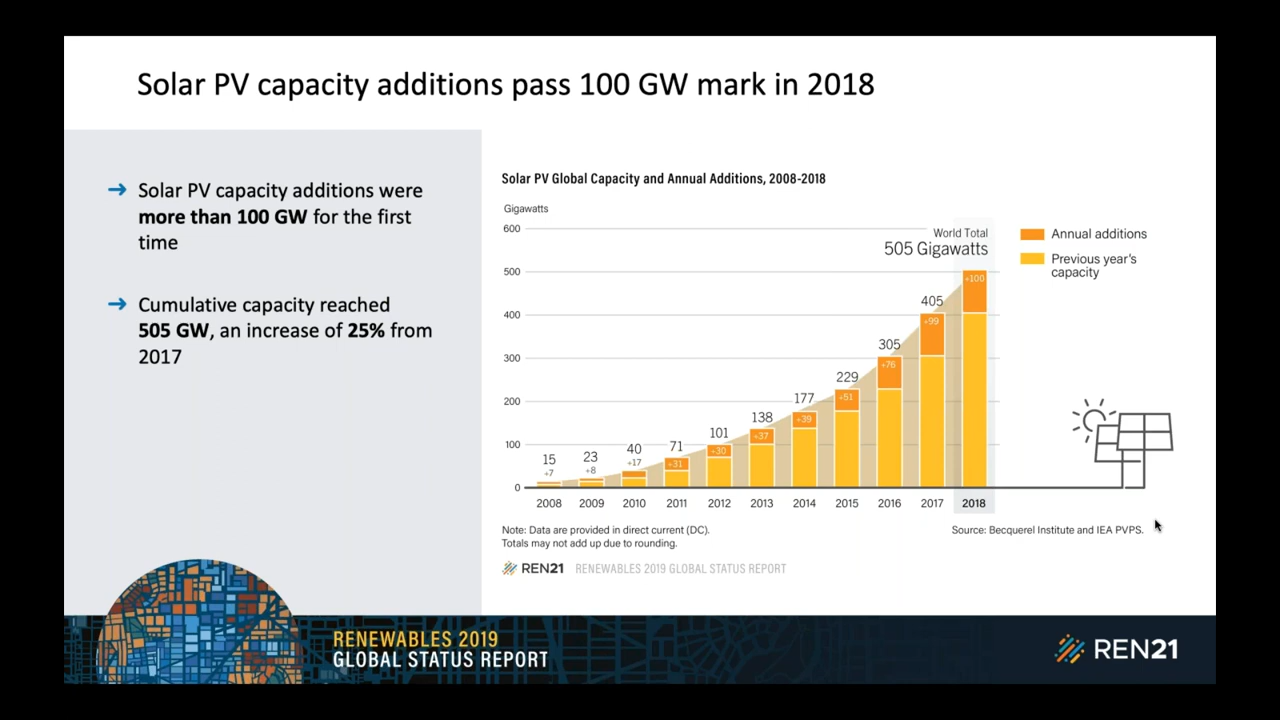 Solar PV capacity additions pass 100 GW mark in 2018
➔ Solar PV capacity additions were
more than 100 GW for the first
time
➔ Cumulative capacity reached
505 GW, an increase of 25% from
2017
Solar PV Global Capacity and Annual Additions, 2008-2018
Gigawatts
600
500
400
300
200
100
0
World Total
505 Gigawatts
15 23 40 71 101 138 177 229 305 405
+7 +8 +17 +31 +30 +37 +39 +51 +76 +99 +100
2008 2009 2010 2011 2012 2013 2014 2015 2016 2017 2018
Annual additions
Previous year's
capacity
Note: Data are provided in direct current (DC).
Totals may not add up due to rounding.
Source: Becquerel Institute and IEA PVPS.
REN21 RENEWABLES 2019 GLOBAL STATUS REPORT
RENEWABLES 2019
GLOBAL STATUS REPORT
REN21